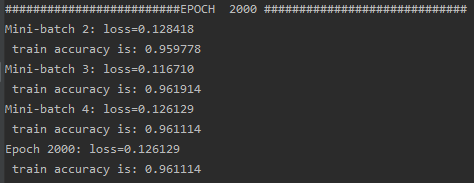 #########################EPOCH  2000 #############################
Mini-batch 2: loss=0.128418
 train accuracy is: 0.959778
Mini-batch 3: loss=0.116710
 train accuracy is: 0.961914
Mini-batch 4: loss=0.126129
 train accuracy is: 0.961114
Epoch 2000: loss=0.126129
 train accuracy is: 0.961114